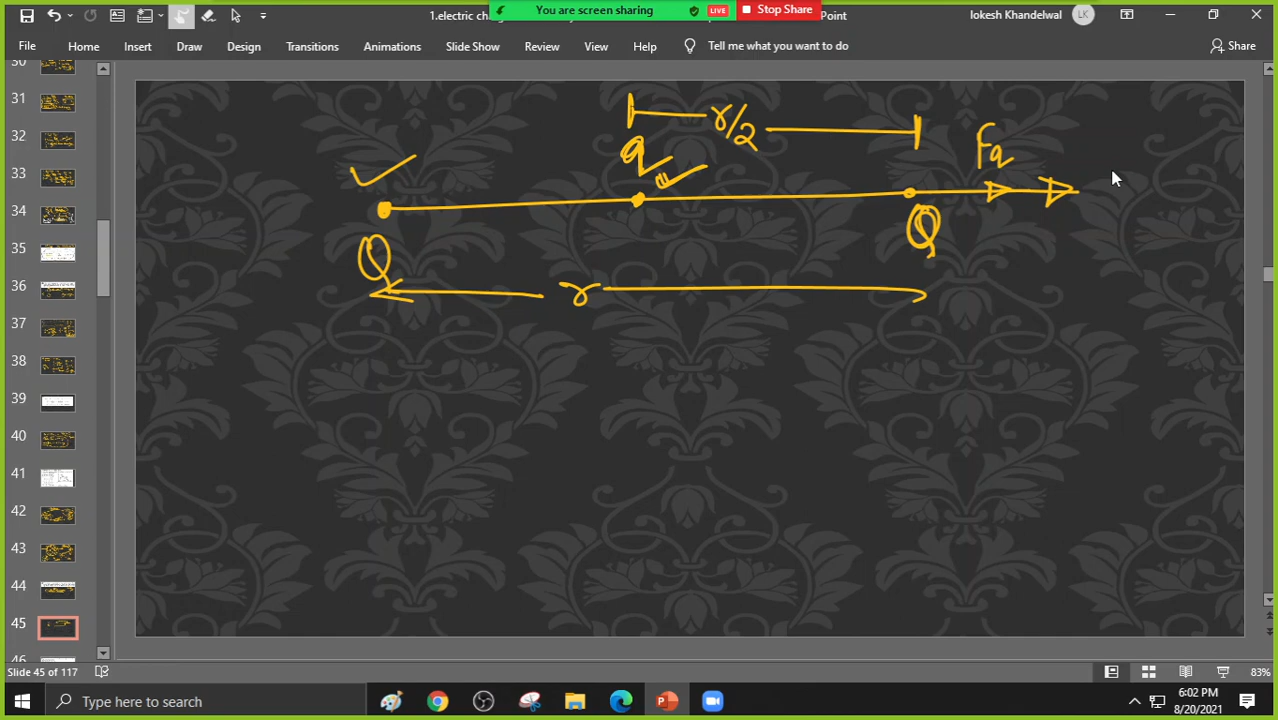 You are screen sharing
LIVE
Stop Share
1.electric cha
Point
lokesh Khandelwal
LK
File
Home
Insert
Draw
Design
Transitions
Animations
Slide Show
Review
View
Help
Tell me what you want to do
Share
30
31
32
33
34
35
36
37
38
39
40
41
42
43
44
45
46
r/2
q
Fq
Q
Q
r
Slide 45 of 117
83%
Type here to search
6:02 PM
8/20/2021